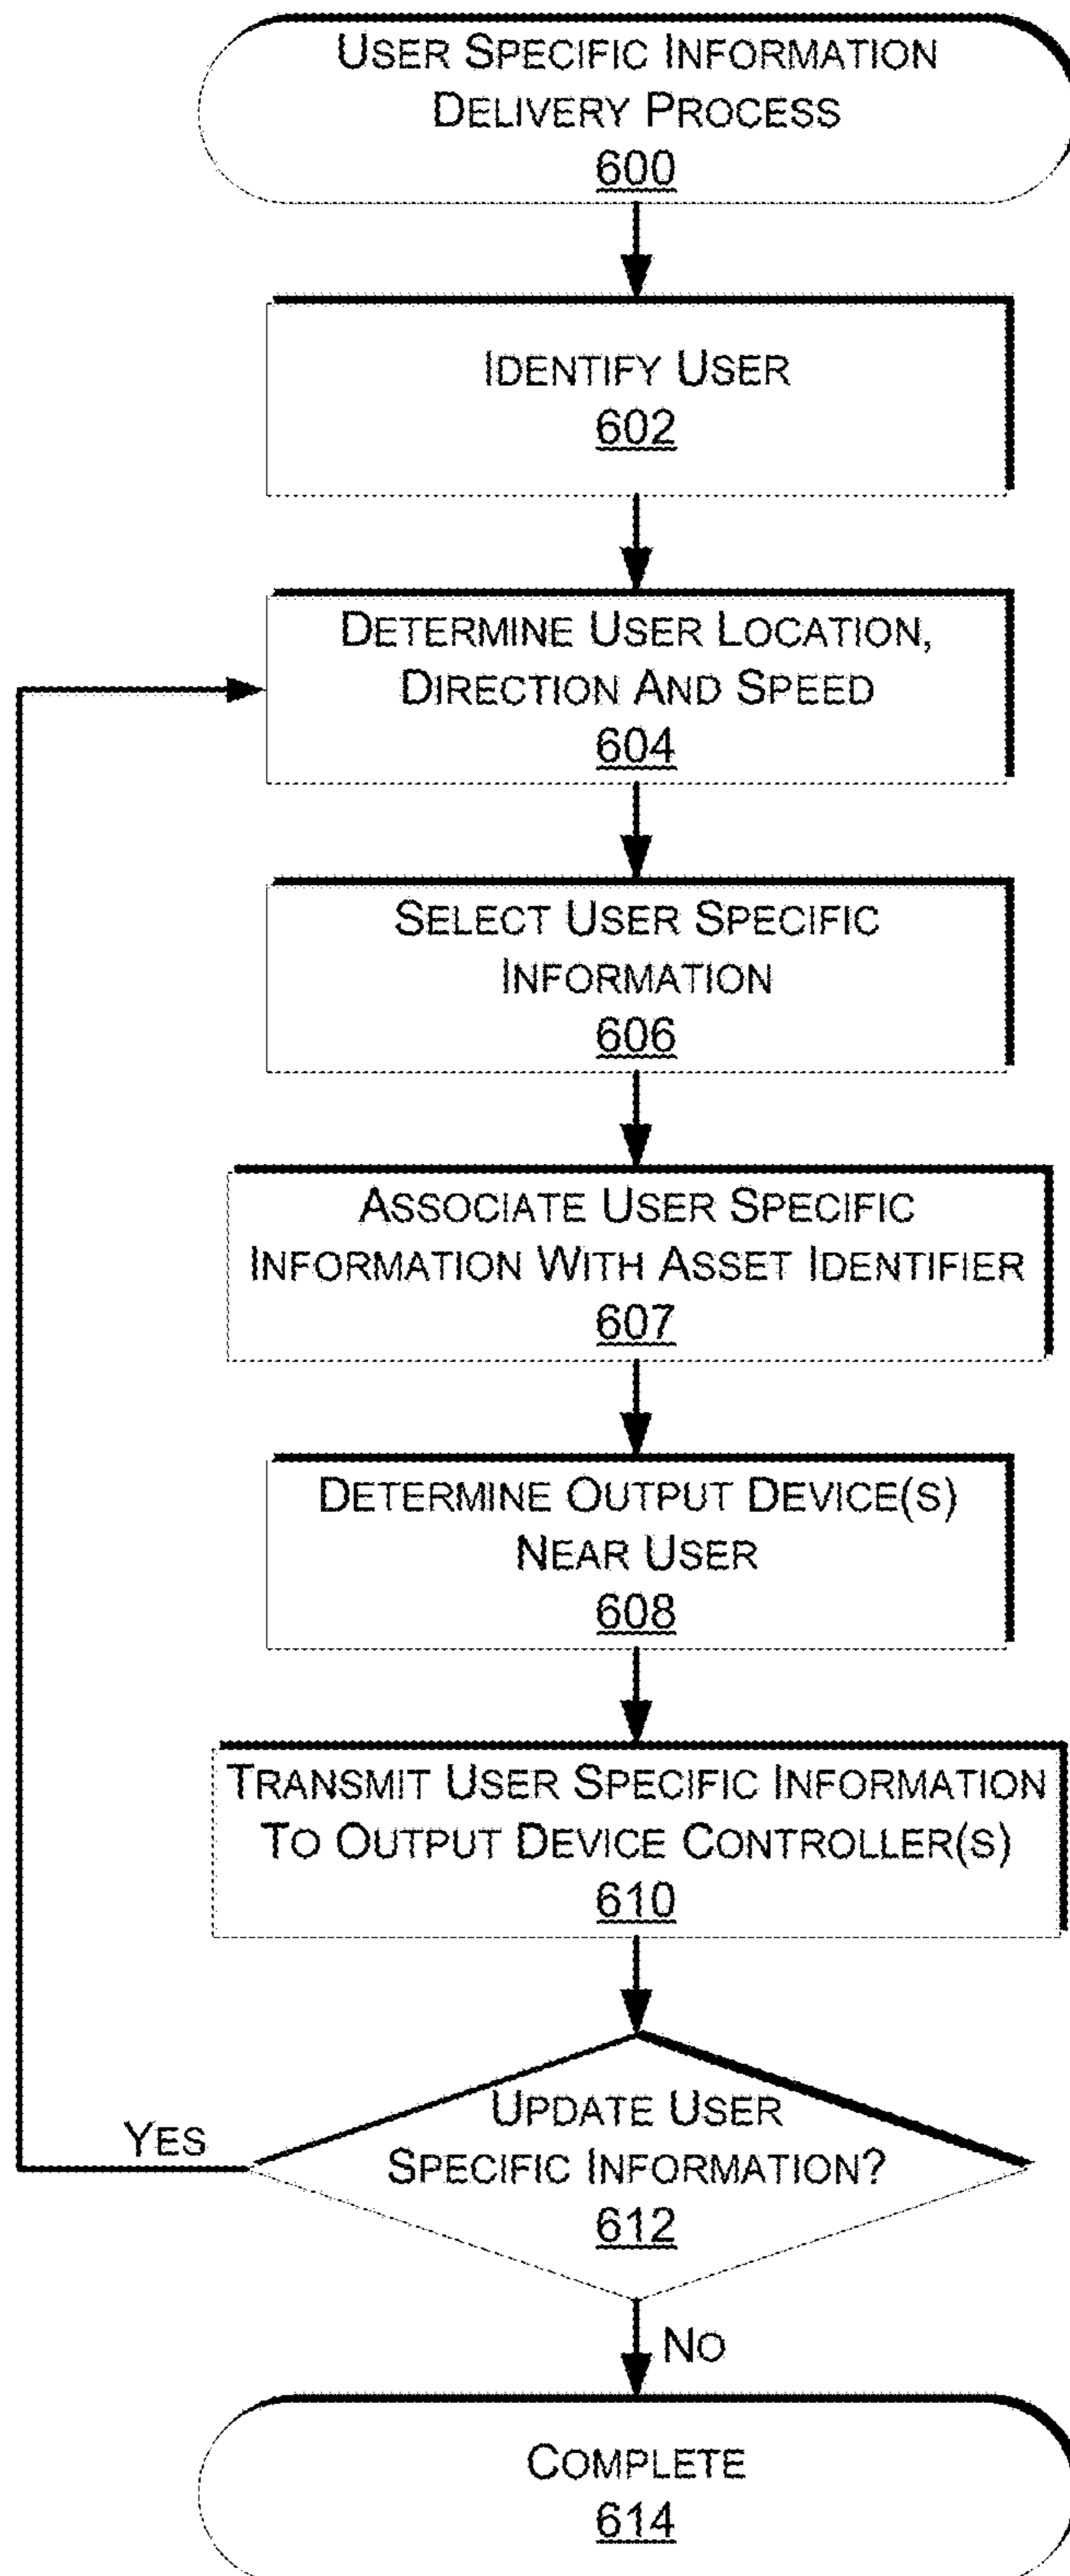 USER SPECIFIC INFORMATION
DELIVERY PROCESS
600
IDENTIFY USER
602
DETERMINE USER LOCATION,
DIRECTION AND SPEED
604
SELECT USER SPECIFIC
INFORMATION
606
ASSOCIATE USER SPECIFIC
INFORMATION WITH ASSET IDENTIFIER
607
DETERMINE OUTPUT DEVICE(S)
NEAR USER
608
TRANSMIT USER SPECIFIC INFORMATION
TO OUTPUT DEVICE CONTROLLER(S)
610
YES
UPDATE USER
SPECIFIC INFORMATION?
612
NO
COMPLETE
614